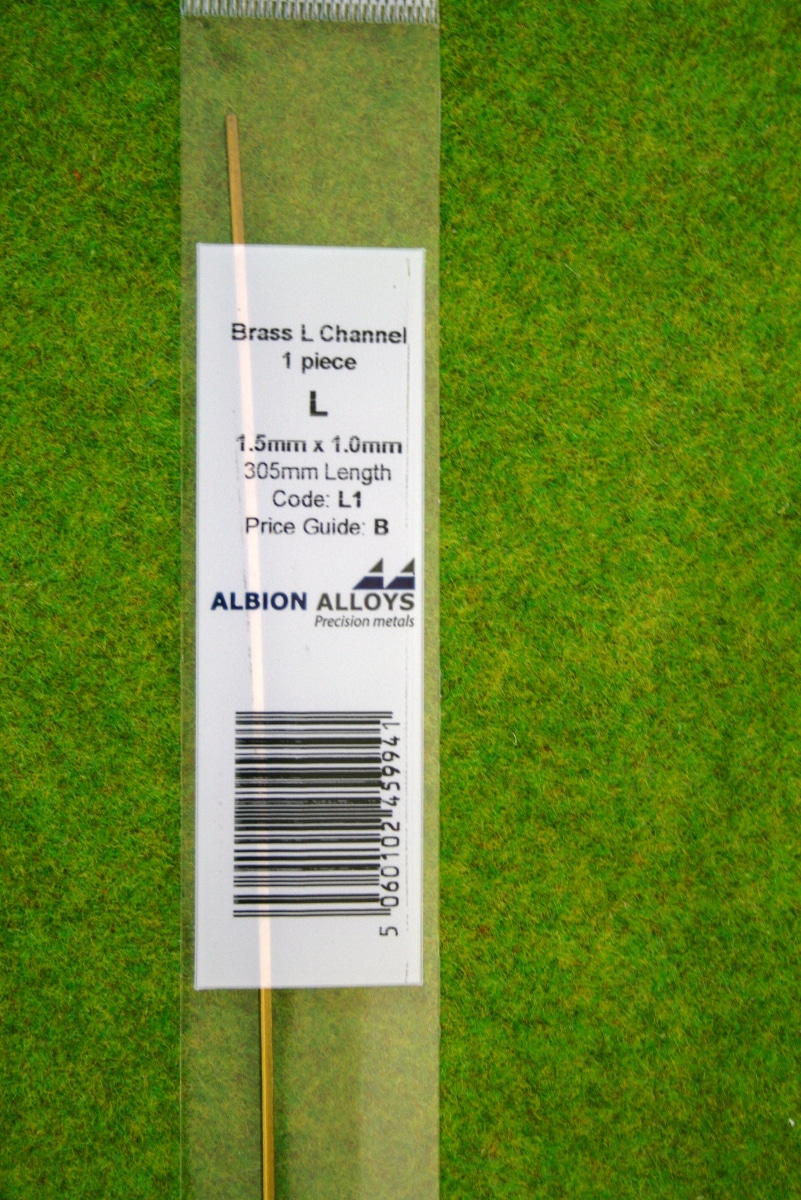 Brass L Channel
1 piece
L
1.5mm x 1.0mm
305mm Length
Code: L1
Price Guide: B
ALBION ALLOYS
Precision metals
5 060102 459941